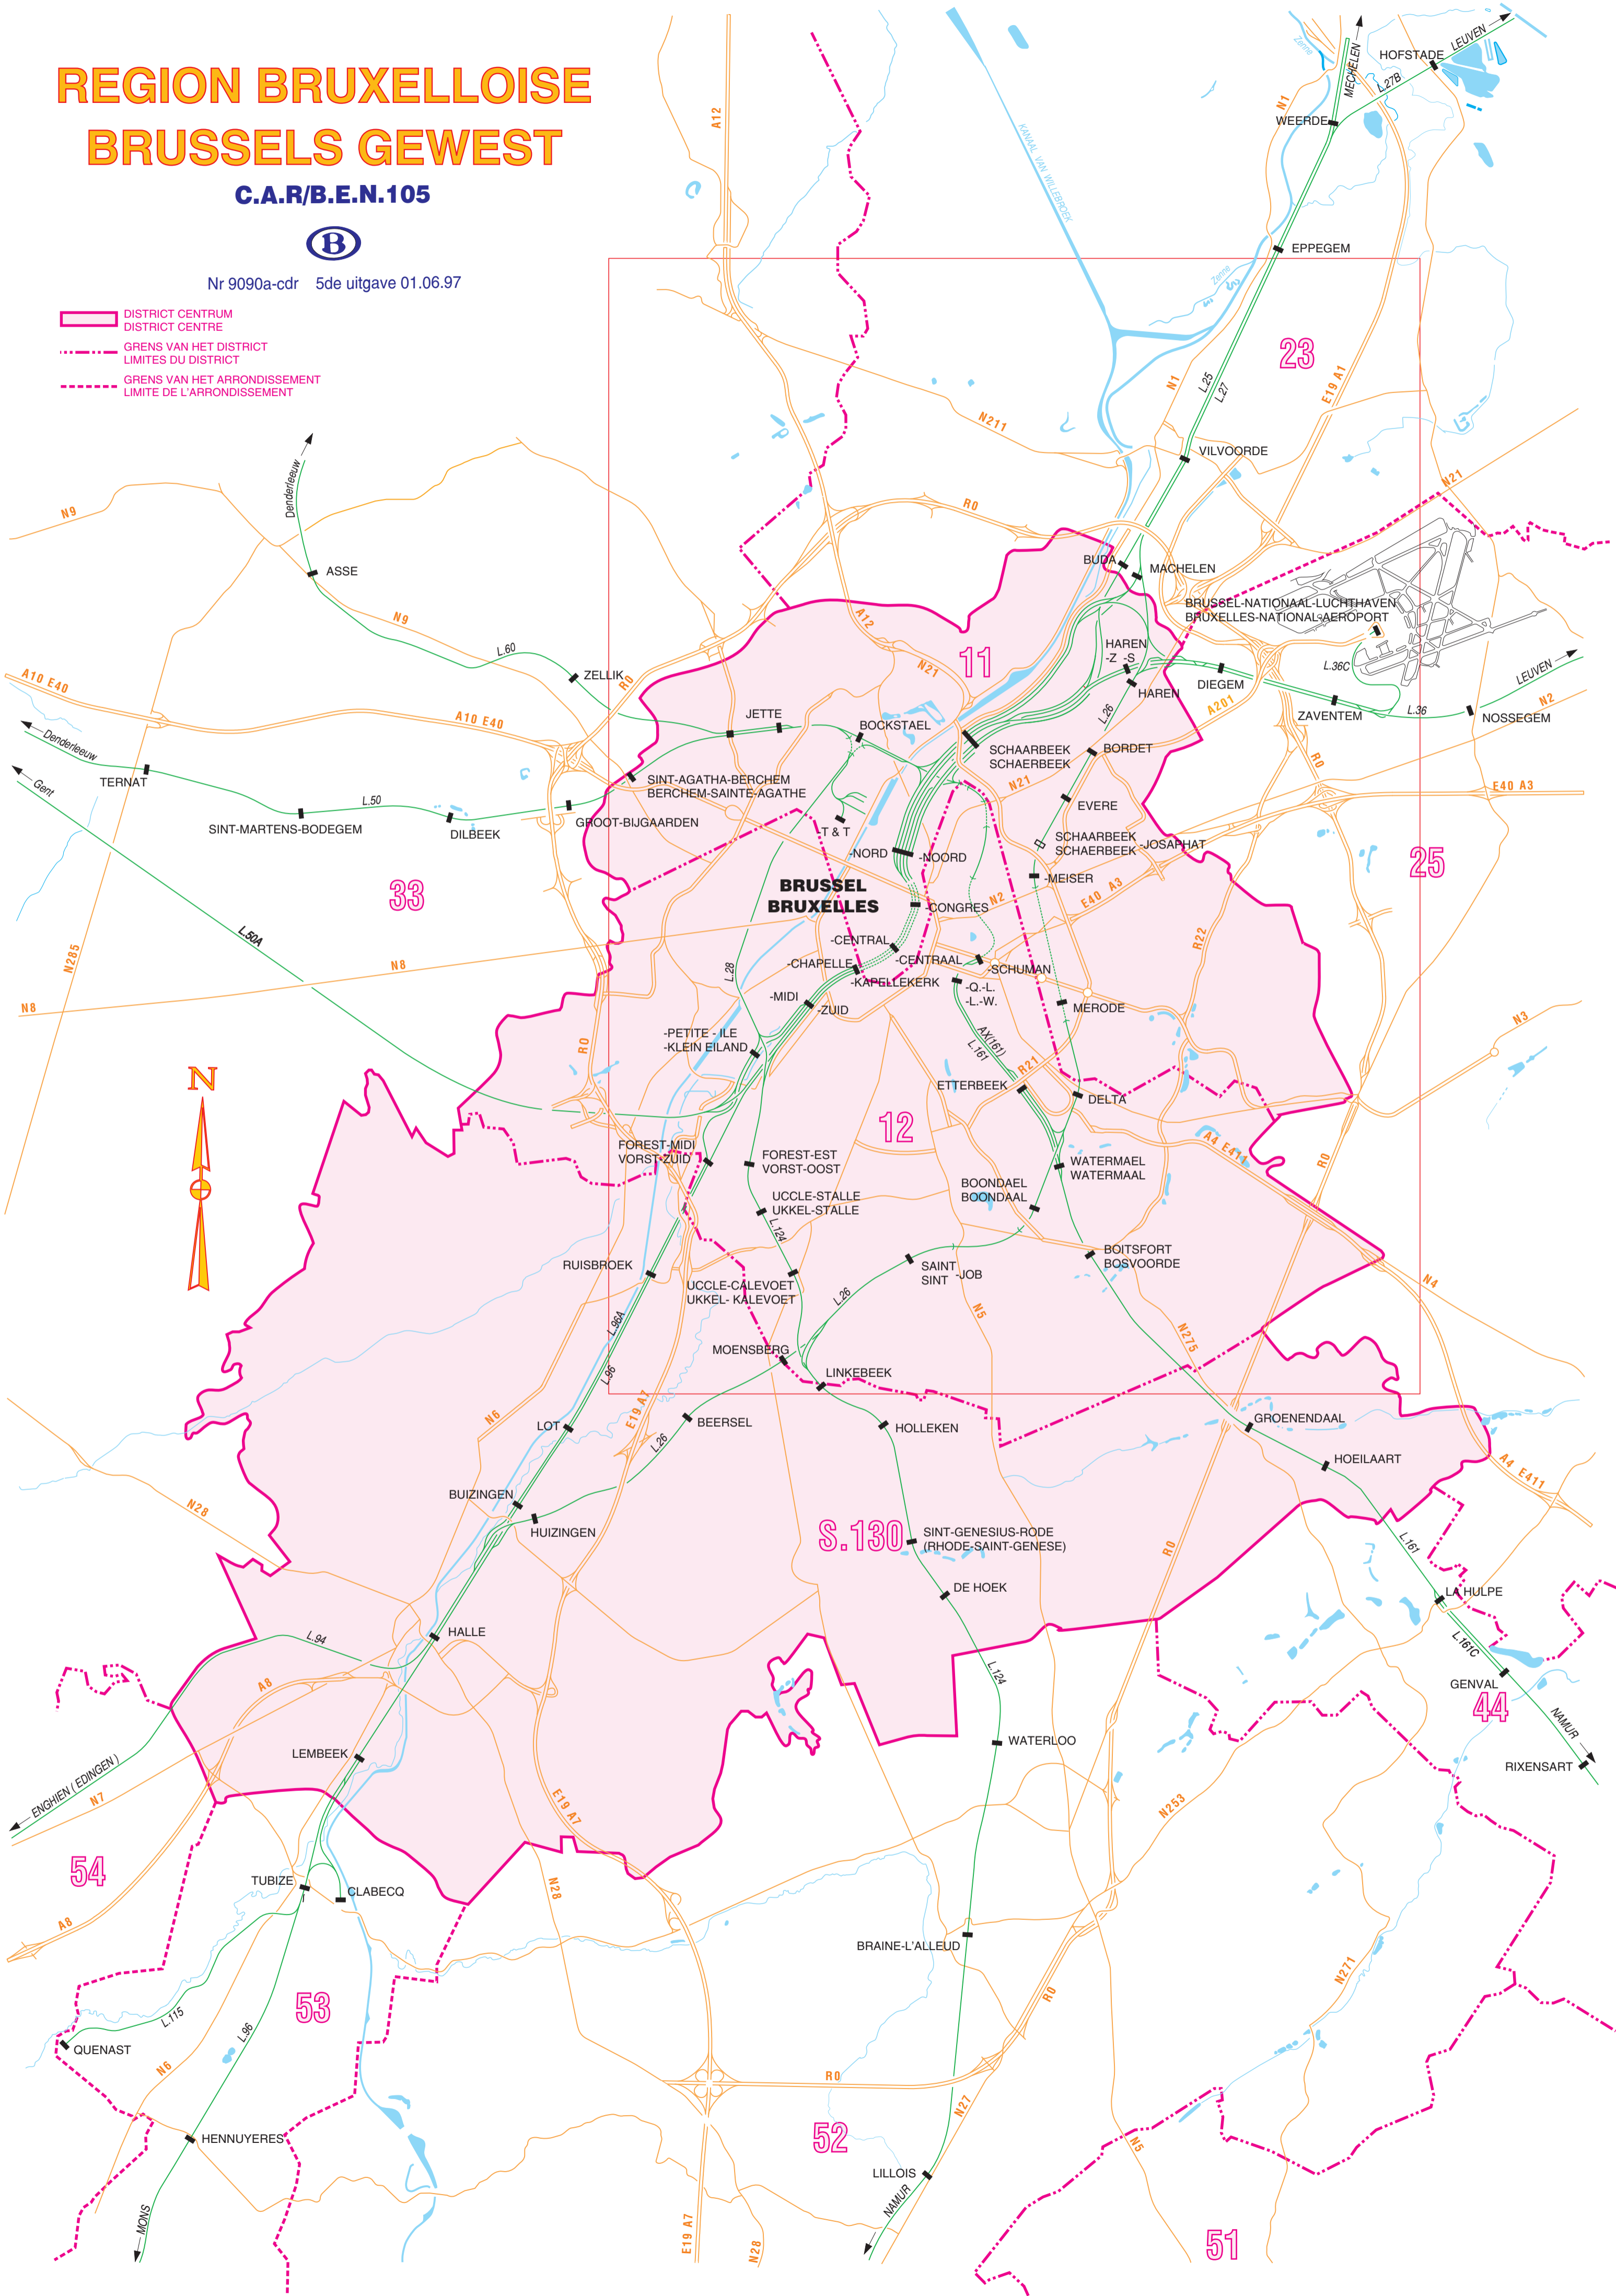 REGION BRUXELLOISE
BRUSSELS GEWEST
C.A.R/B.E.N.105
B
Nr 9090a-cdr 5de uitgave 01.06.97
DISTRICT CENTRUM
DISTRICT CENTRE
GRENS VAN HET DISTRICT
LIMITES DU DISTRICT
GRENS VAN HET ARRONDISSEMENT
LIMITE DE L'ARRONDISSEMENT
A12
KANAAL VAN WILLEBROEK
Zenne
N1
MECHELEN
HOFSTADE
LEUVEN
L.27B
WEERDE
EPPEGEM
Zenne
23
L.25
L.27
N1
E19 A1
N211
VILVOORDE
N21
R0
Denderleeuw
N9
ASSE
N9
L.60
ZELLIK
R0
A12
BUDA
MACHELEN
BRUSSEL-NATIONAAL-LUCHTHAVEN
BRUXELLES-NATIONAL-AEROPORT
11
N21
HAREN
-Z -S
HAREN
DIEGEM
L.36C
LEUVEN
ZAVENTEM
L.36
N2
NOSSEGEM
A201
L.26
A10 E40
A10 E40
Denderleeuw
Gent
TERNAT
JETTE
BOCKSTAEL
SCHAARBEEK
SCHAERBEEK
BORDET
R0
SINT-AGATHA-BERCHEM
BERCHEM-SAINTE-AGATHE
N21
EVERE
E40 A3
L.50
SINT-MARTENS-BODEGEM
DILBEEK
GROOT-BIJGAARDEN
-T & T
SCHAARBEEK
SCHAERBEEK
-JOSAPHAT
-NORD
-NOORD
-MEISER
25
33
BRUSSEL
BRUXELLES
-CONGRES
N2
E40 A3
L.50A
R22
N285
N8
N8
L.28
-CENTRAL
-CENTRAAL
-CHAPELLE
-KAPELLEKERK
-SCHUMAN
-Q.-L.
-L.-W.
MERODE
-MIDI
-ZUID
N3
R0
-PETITE - ILE
-KLEIN EILAND
AX(161)
L.161
R21
ETTERBEEK
DELTA
N
12
A4 E411
R0
FOREST-MIDI
VORST-ZUID
FOREST-EST
VORST-OOST
WATERMAEL
WATERMAAL
BOONDAEL
BOONDAAL
UCCLE-STALLE
UKKEL-STALLE
L.124
RUISBROEK
SAINT
SINT
-JOB
BOITSFORT
BOSVOORDE
UCCLE-CALEVOET
UKKEL- KALEVOET
L.26
N5
N4
L.96A
N275
MOENSBERG
LINKEBEEK
L.96
E19 A7
N6
LOT
BEERSEL
L.26
HOLLEKEN
GROENENDAAL
HOEILAART
A4 E411
N28
BUIZINGEN
HUIZINGEN
S.130
SINT-GENESIUS-RODE
(RHODE-SAINT-GENESE)
R0
L.161
DE HOEK
LA HULPE
L.94
HALLE
L.161C
A8
L.124
GENVAL
44
NAMUR
WATERLOO
RIXENSART
LEMBEEK
ENGHIEN ( EDINGEN )
N7
E19 A7
N253
54
TUBIZE
CLABECQ
N28
A8
BRAINE-L'ALLEUD
N271
R0
53
L.115
L.96
QUENAST
N6
R0
N27
HENNUYERES
52
N5
LILLOIS
NAMUR
MONS
E19 A7
N28
51